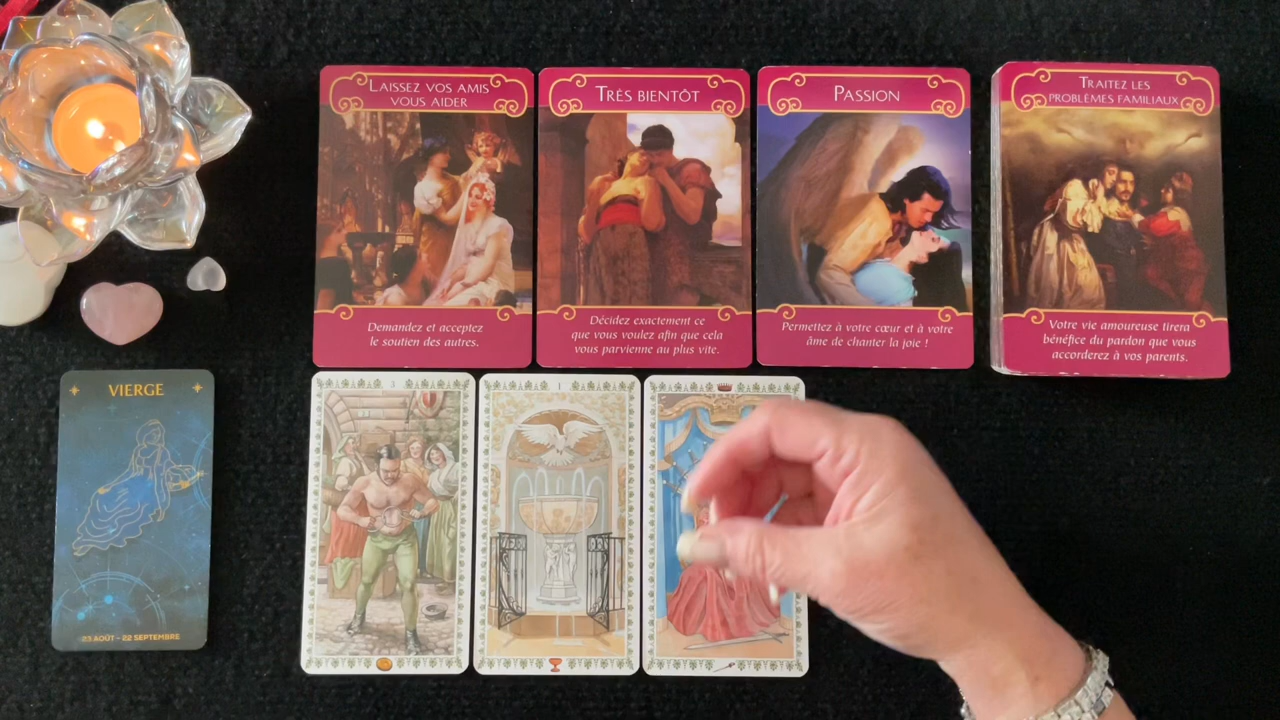 LAISSEZ VOS AMIS
VOUS AIDER
Demandez et acceptez
le soutien des autres.
TRÈS BIENTÔT
Décidez exactement ce
que vous voulez afin que cela
vous parvienne au plus vite.
PASSION
Permettez à votre cœur et à votre
âme de chanter la joie !
TRAITEZ LES
PROBLÈMES FAMILIAUX
Votre vie amoureuse tirera
bénéfice du pardon que vous
accorderez à vos parents.
VIERGE
23 AOÛT - 22 SEPTEMBRE
I